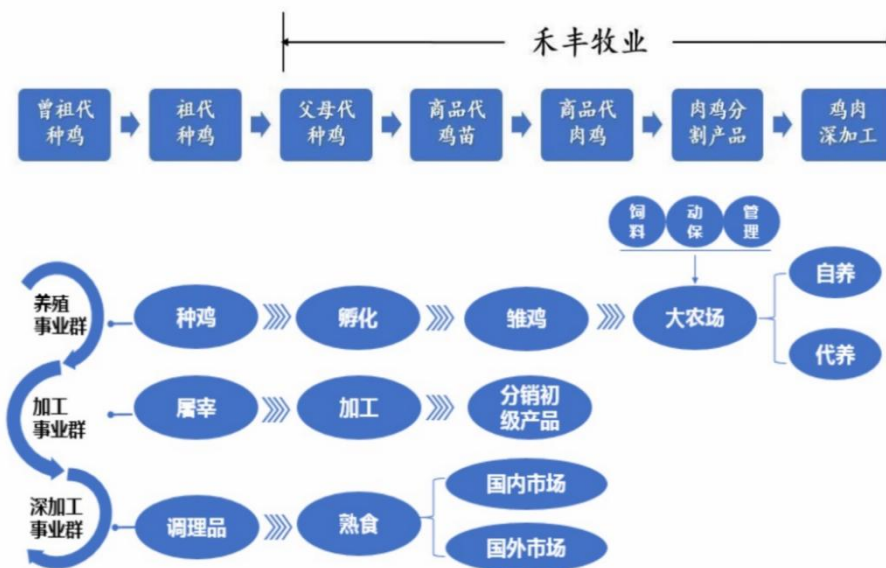 禾丰牧业
曾祖代
种鸡
祖代
种鸡
父母代
种鸡
商品代
鸡苗
商品代
肉鸡
肉鸡分
割产品
鸡肉
深加工
饲
料
动
保
管
理
养殖
事业群
种鸡
孵化
雏鸡
大农场
自养
代养
加工
事业群
屠宰
加工
分销初
级产品
深加工
事业群
调理品
熟食
国内市场
国外市场